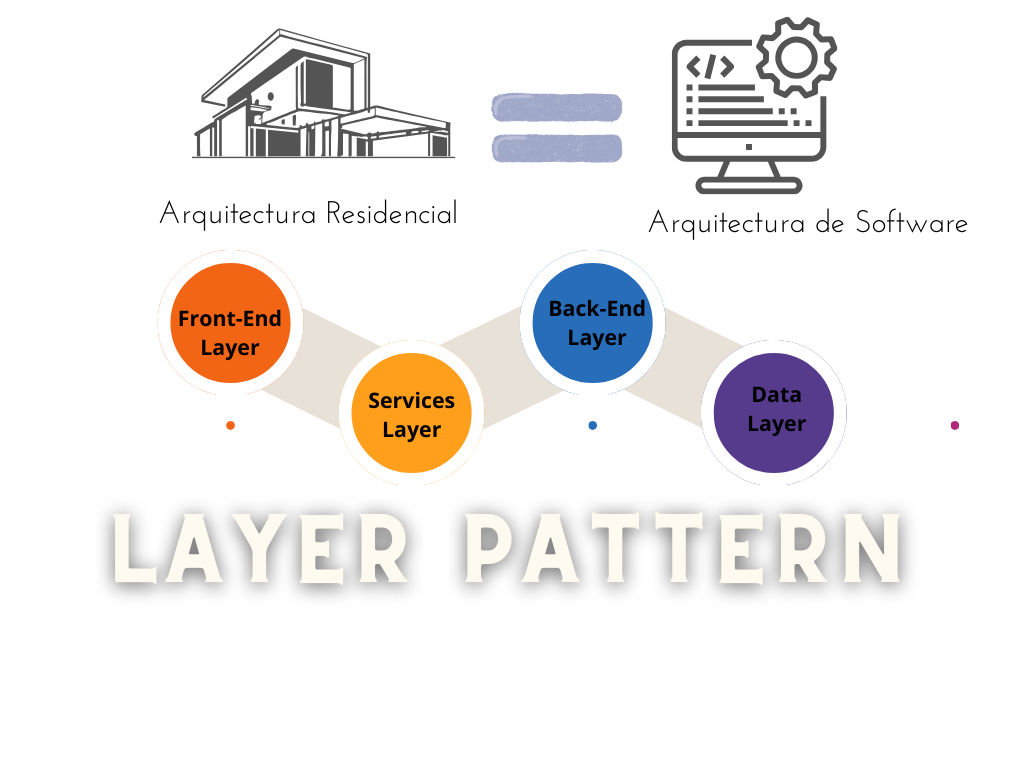 </>
Arquitectura Residencial
Arquitectura de Software
Front-End
Layer
Services
Layer
Back-End
Layer
Data
Layer
LAYER PATTERN